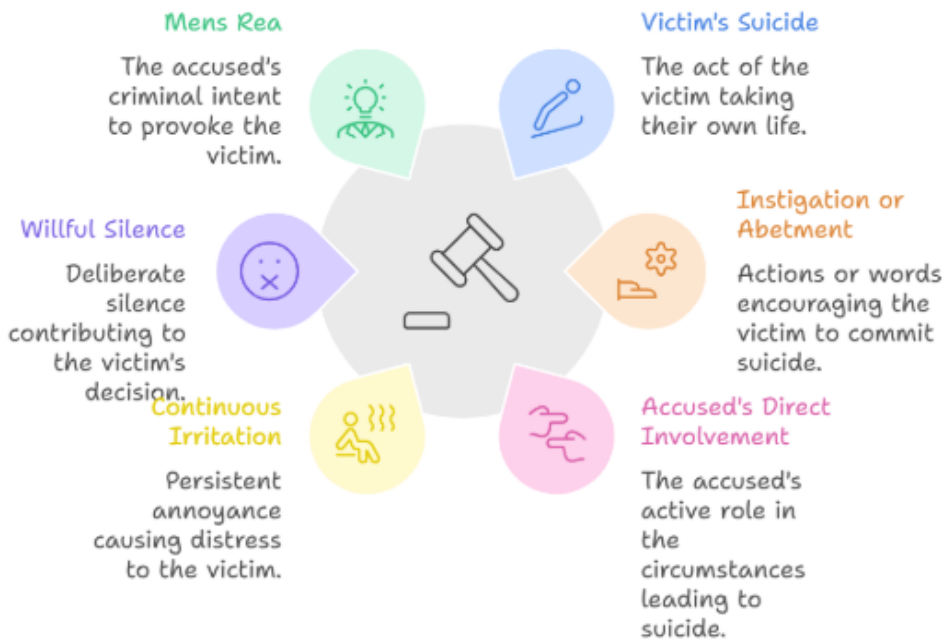 Mens Rea
The accused's
criminal intent
to provoke the
victim.
Victim's Suicide
The act of the
victim taking
their own life.
Willful Silence
Deliberate
silence
contributing to
the victim's
decision.
Instigation or
Abetment
Actions or words
encouraging the
victim to commit
suicide.
Continuous
Irritation
Persistent
annoyance
causing distress
to the victim.
Accused's Direct
Involvement
The accused's
active role in
the
circumstances
leading to
suicide.